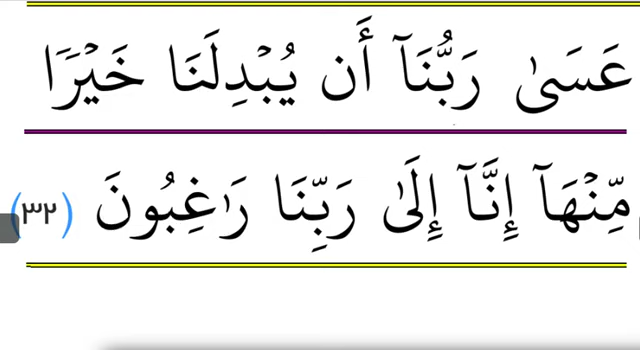 عَسَىٰ رَبُّنَآ أَن يُبْدِلَنَا خَيْرًا
مِّنْهَآ إِنَّآ إِلَىٰ رَبِّنَا رَٰغِبُونَ (٣٢)